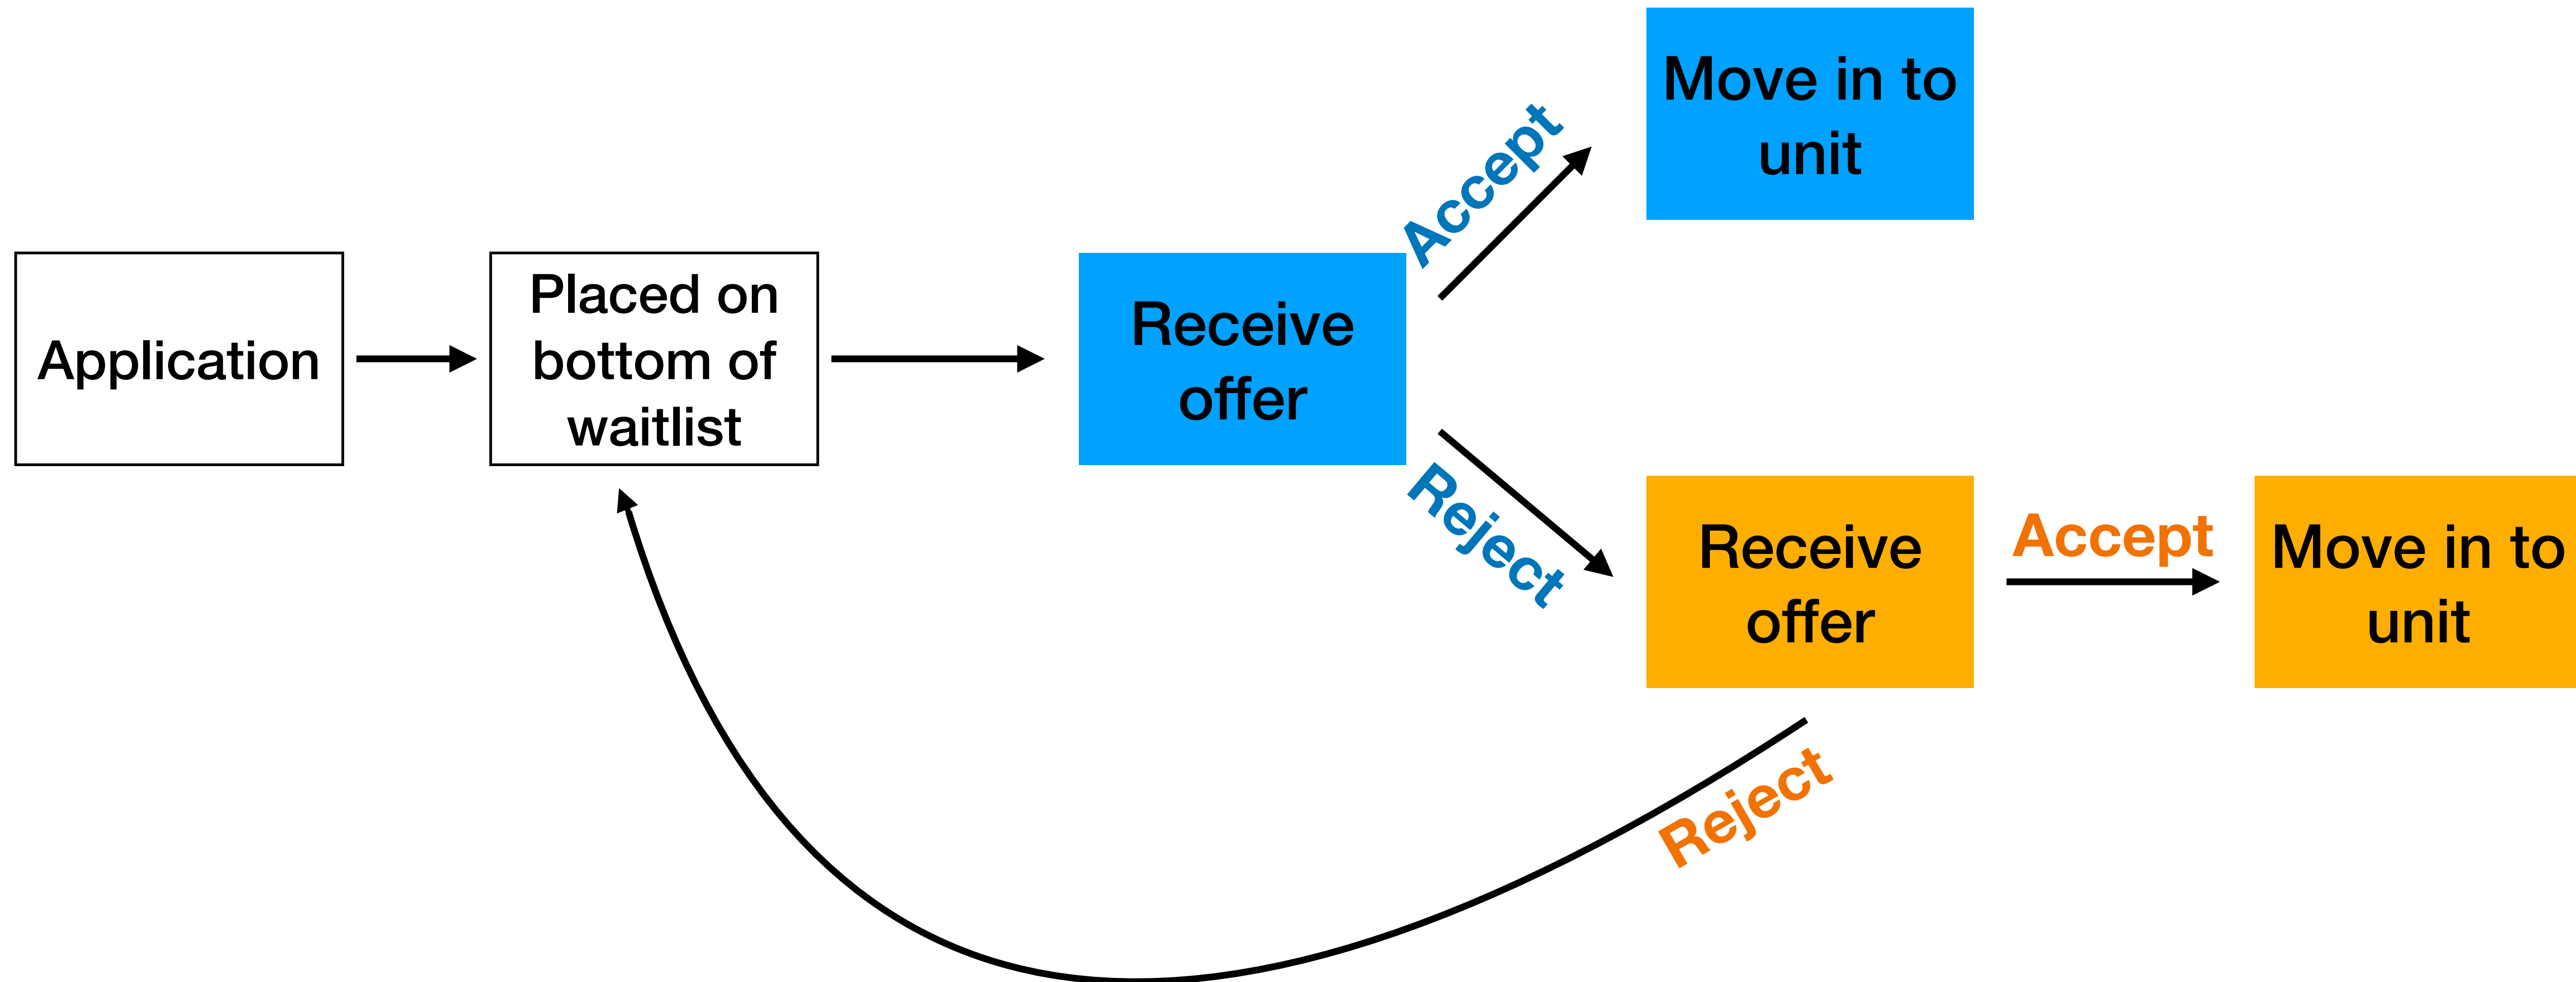 Application
Placed on
bottom of
waitlist
Receive
offer
Accept
Move in to
unit
Reject
Receive
offer
Accept
Move in to
unit
Reject